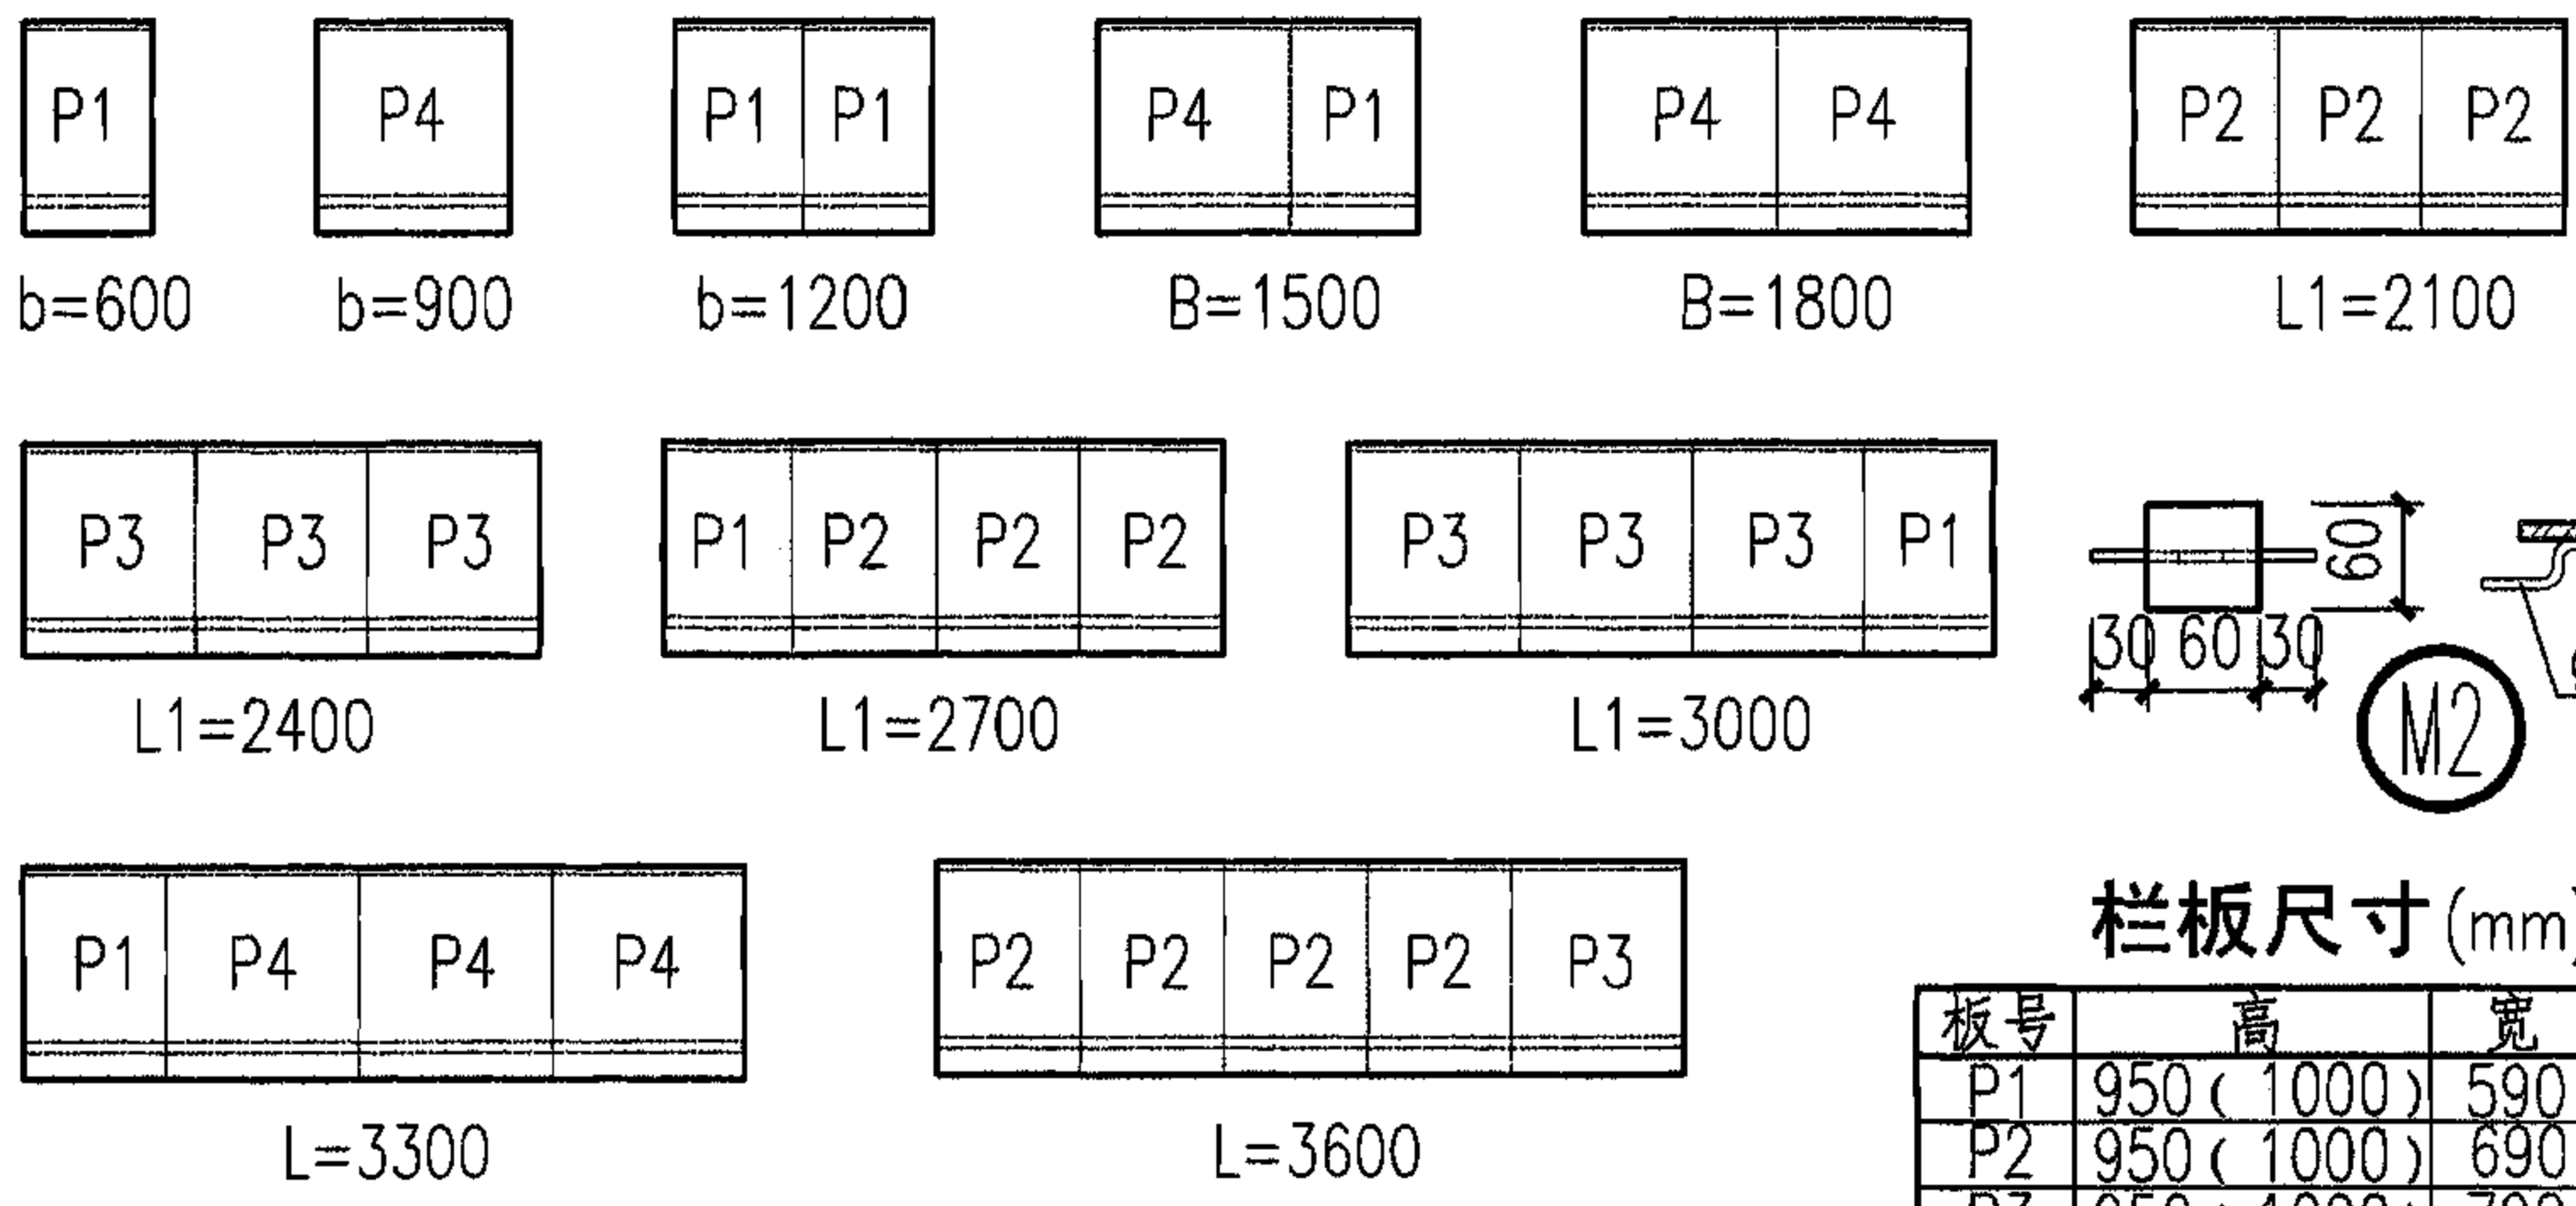 P1 P4 P1 P1 P4 P1 P4 P4 P2 P2 P2
b=600 b=900 b=1200 B=1500 B=1800 L1=2100
P3 P3 P3 P1 P2 P2 P2 P3 P3 P3 P1
60
30 60 30
L1=2400 L1=2700 L1=3000
M2
栏板尺寸(mm)
P1 P4 P4 P4 P2 P2 P2 P2 P3
板号 高 宽
P1 950(1000) 590
P2 950(1000) 690
L=3300 L=3600